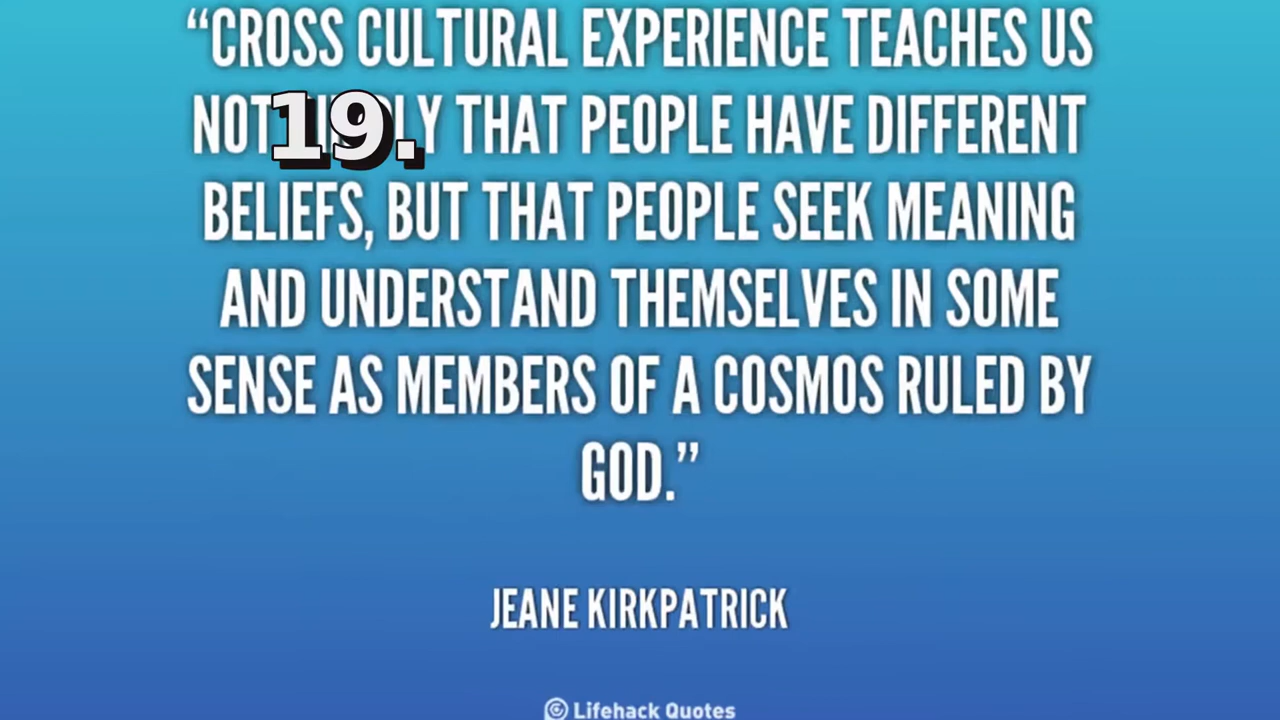 “CROSS CULTURAL EXPERIENCE TEACHES US
NOT THAT PEOPLE HAVE DIFFERENT
19.
BELIEFS, BUT THAT PEOPLE SEEK MEANING
AND UNDERSTAND THEMSELVES IN SOME
SENSE AS MEMBERS OF A COSMOS RULED BY
GOD.”
JEANE KIRKPATRICK
Lifehack Quotes